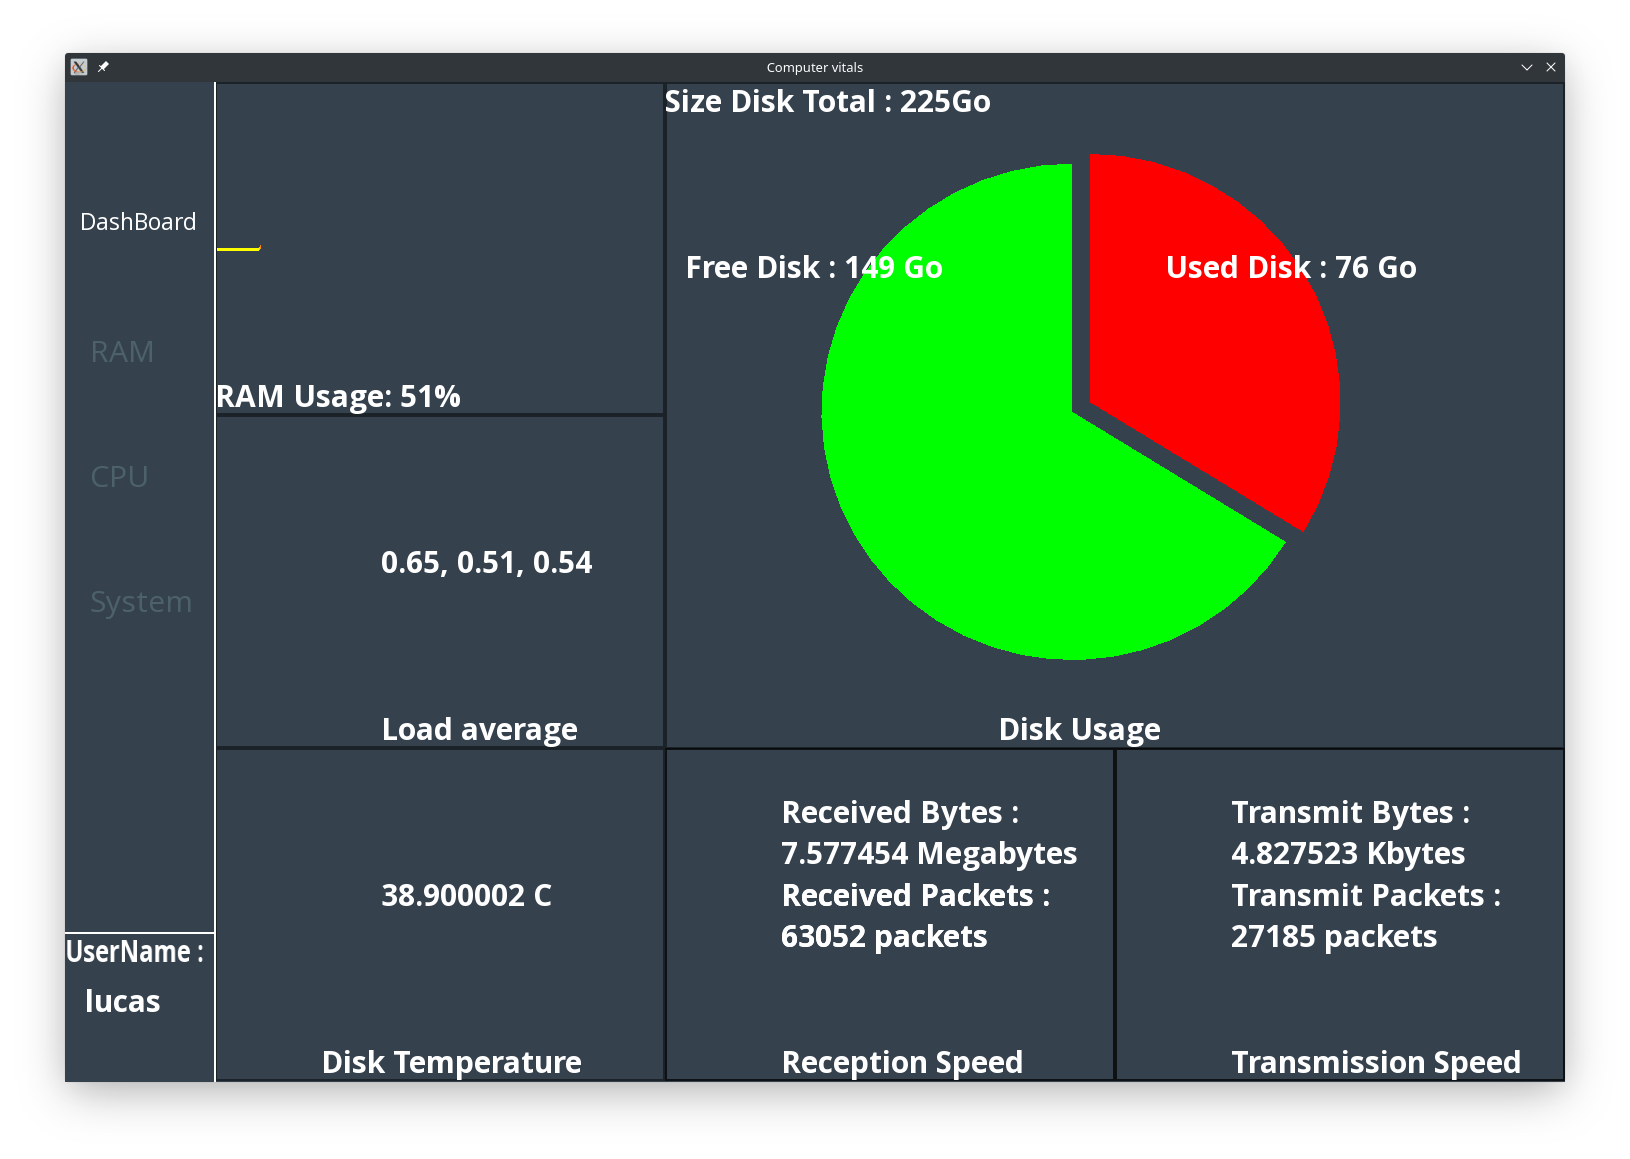 Computer vitals
DashBoard
RAM
CPU
System
UserName :
lucas
RAM Usage: 51%
0.65, 0.51, 0.54
Load average
38.900002 C
Disk Temperature
Size Disk Total : 225Go
Free Disk : 149 Go
Used Disk : 76 Go
Disk Usage
Received Bytes :
7.577454 Megabytes
Received Packets :
63052 packets
Reception Speed
Transmit Bytes :
4.827523 Kbytes
Transmit Packets :
27185 packets
Transmission Speed